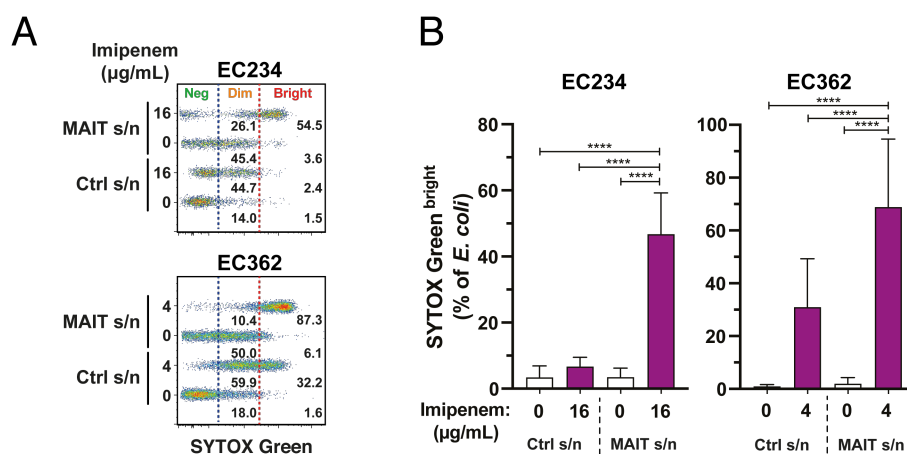 A
Imipenem
(µg/mL)
EC234
Neg Dim Bright
MAIT s/n
16
26.1 54.5
0
45.4 3.6
Ctrl s/n
16
44.7 2.4
0
14.0 1.5
EC362
MAIT s/n
4
10.4 87.3
0
50.0 6.1
Ctrl s/n
4
59.9 32.2
0
18.0 1.6
SYTOX Green
B
EC234
SYTOX Green bright
(% of E. coli)
80
60
40
20
0
****
****
****
Imipenem: 0 16 0 16
(µg/mL)
Ctrl s/n MAIT s/n
EC362
100
80
60
40
20
0
****
****
****
0 4 0 4
Ctrl s/n MAIT s/n